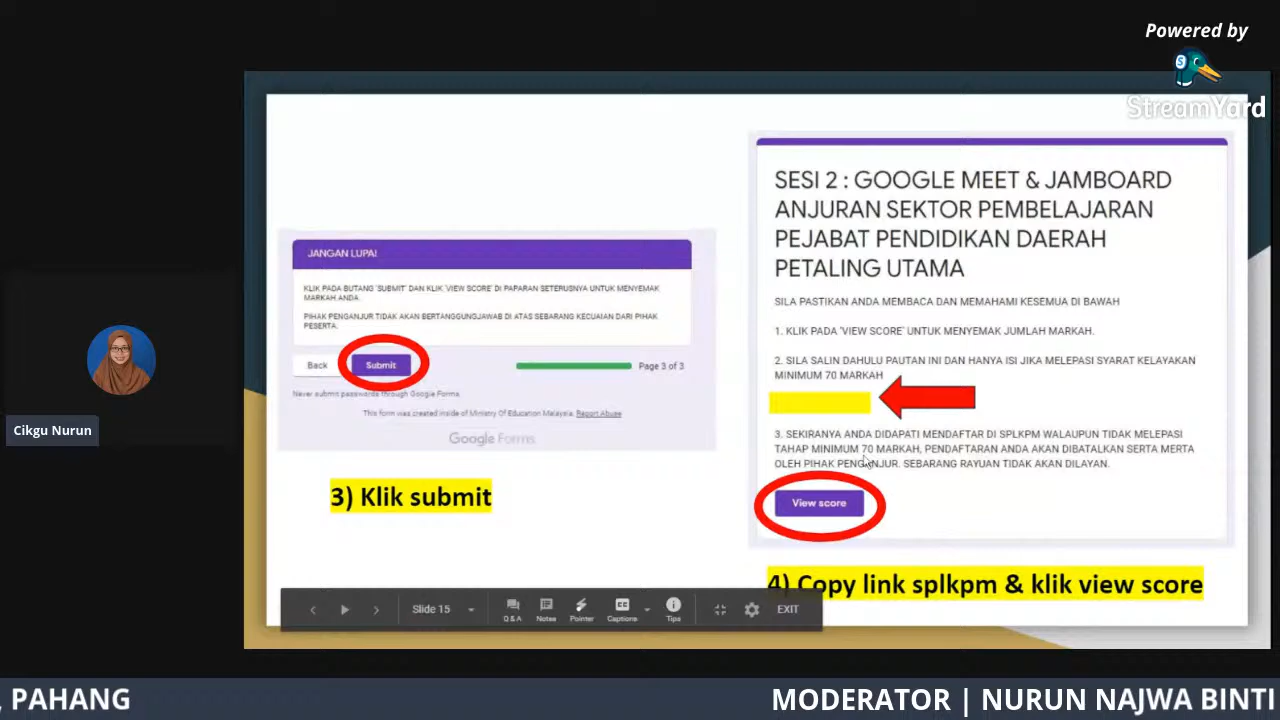 Powered by
StreamYard
JANGAN LUPA!
KLIK PADA BUTANG 'SUBMIT' DAN KLIK 'VIEW SCORE' DI PAPARAN SETERUSNYA UNTUK MENYEMAK
MARKAH ANDA.
PIHAK PENGANJUR TIDAK AKAN BERTANGGUNGJAWAB DI ATAS SEBARANG KECUAIAN DARI PIHAK
PESERTA.
Back
Submit
Page 3 of 3
Never submit passwords through Google Forms.
This form was created inside of Ministry Of Education Malaysia. Report Abuse
Google Forms
3) Klik submit
SESI 2 : GOOGLE MEET & JAMBOARD
ANJURAN SEKTOR PEMBELAJARAN
PEJABAT PENDIDIKAN DAERAH
PETALING UTAMA
SILA PASTIKAN ANDA MEMBACA DAN MEMAHAMI KESEMUA DI BAWAH
1. KLIK PADA 'VIEW SCORE' UNTUK MENYEMAK JUMLAH MARKAH.
2. SILA SALIN DAHULU PAUTAN INI DAN HANYA ISI JIKA MELEPASI SYARAT KELAYAKAN
MINIMUM 70 MARKAH
3. SEKIRANYA ANDA DIDAPATI MENDAFTAR DI SPLKPM WALAUPUN TIDAK MELEPASI
TAHAP MINIMUM 70 MARKAH, PENDAFTARAN ANDA AKAN DIBATALKAN SERTA MERTA
OLEH PIHAK PENGANJUR. SEBARANG RAYUAN TIDAK AKAN DILAYAN.
View score
4) Copy link splkpm & klik view score
Slide 15
Q & A
Notes
Pointer
Captions
Tips
EXIT
Cikgu Nurun
, PAHANG
MODERATOR | NURUN NAJWA BINTI